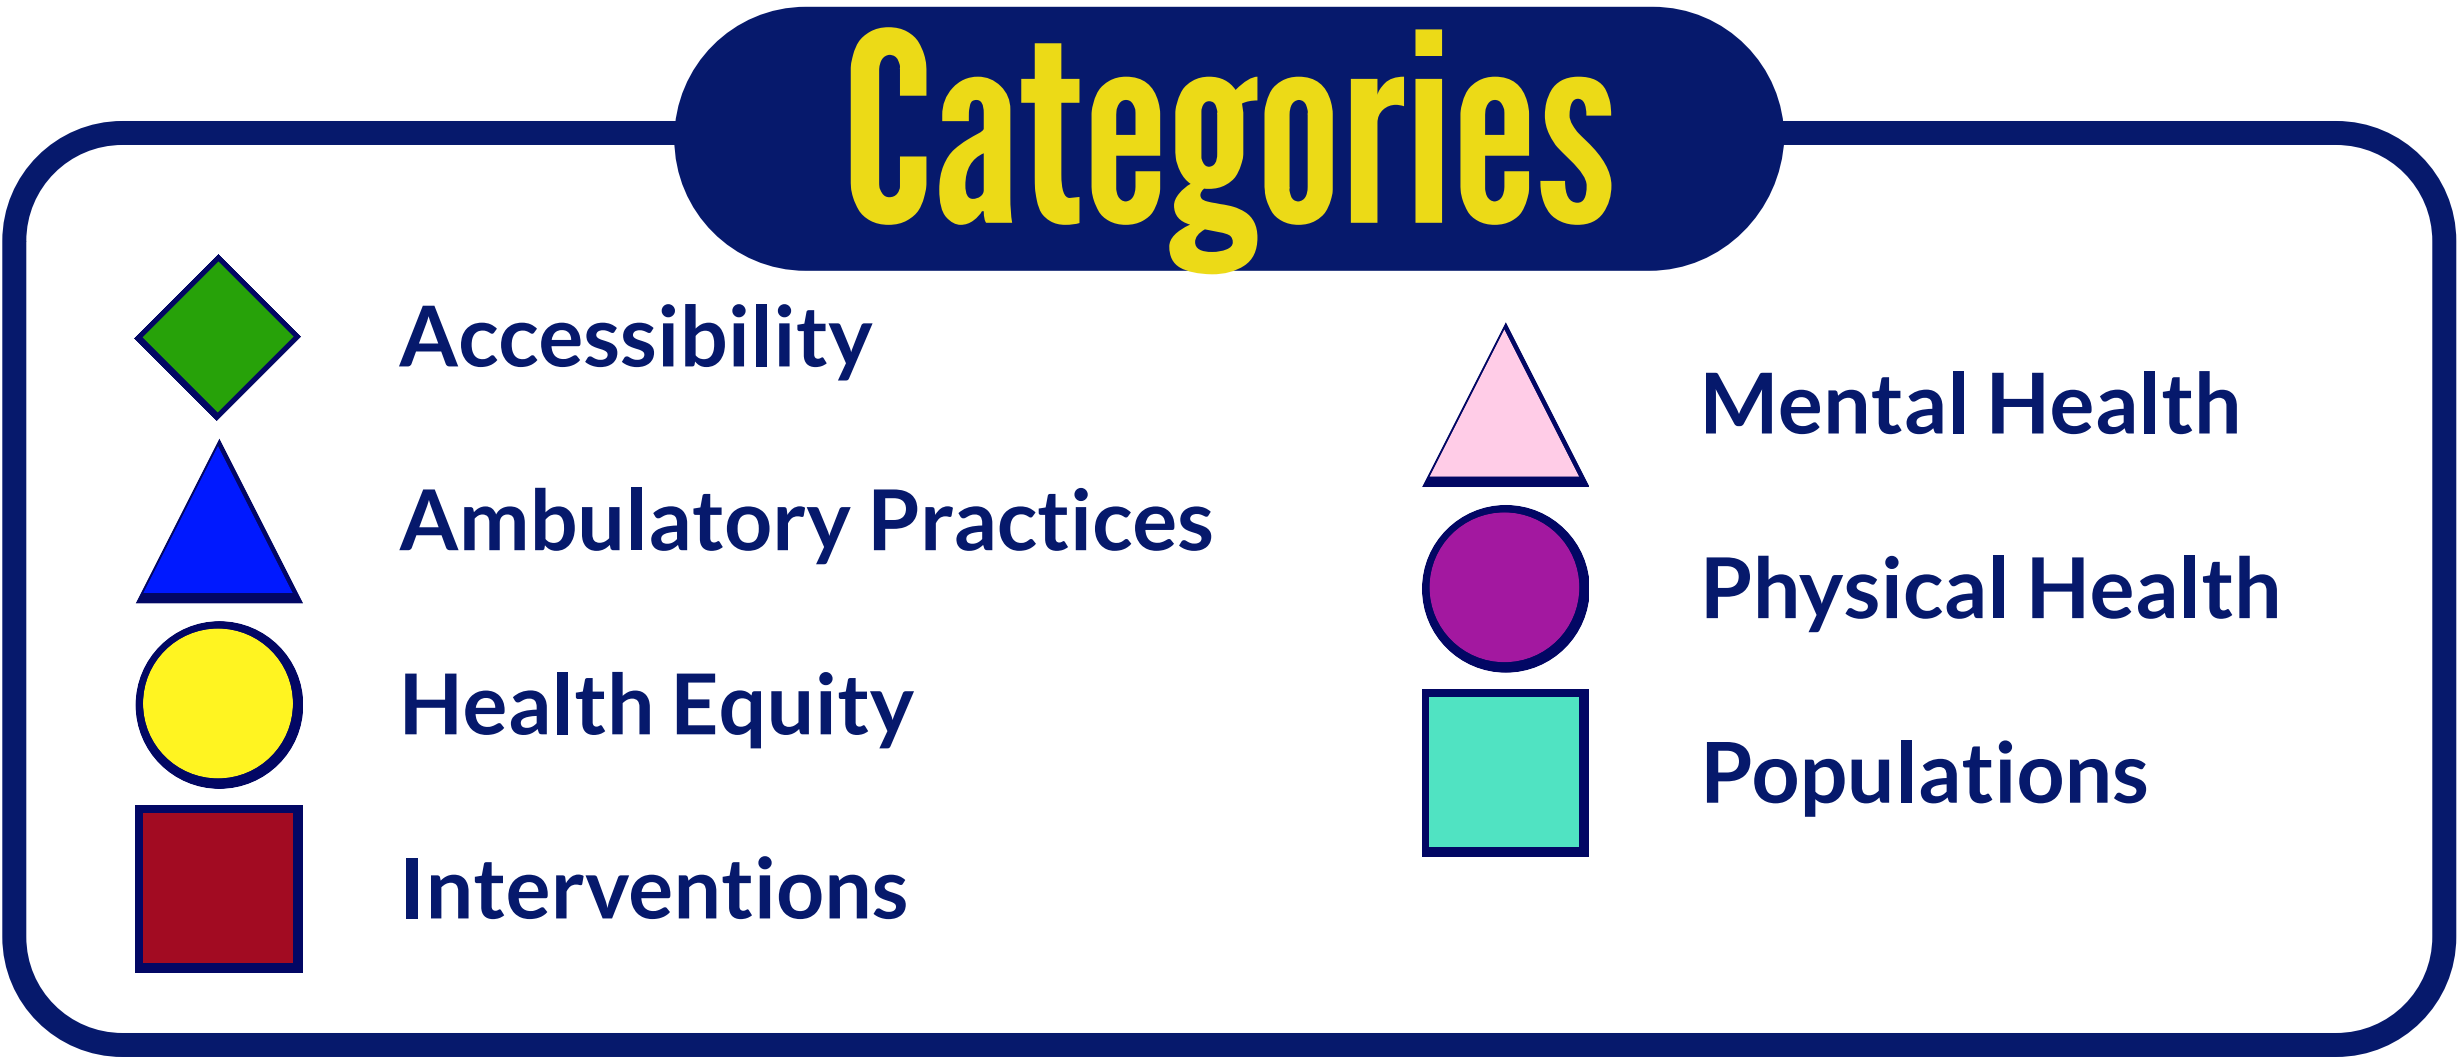 Categories
Accessibility
Ambulatory Practices
Health Equity
Interventions
Mental Health
Physical Health
Populations